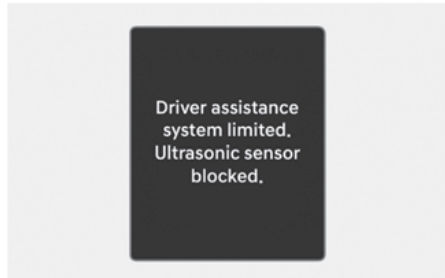 Driver assistance
system limited.
Ultrasonic sensor
blocked.